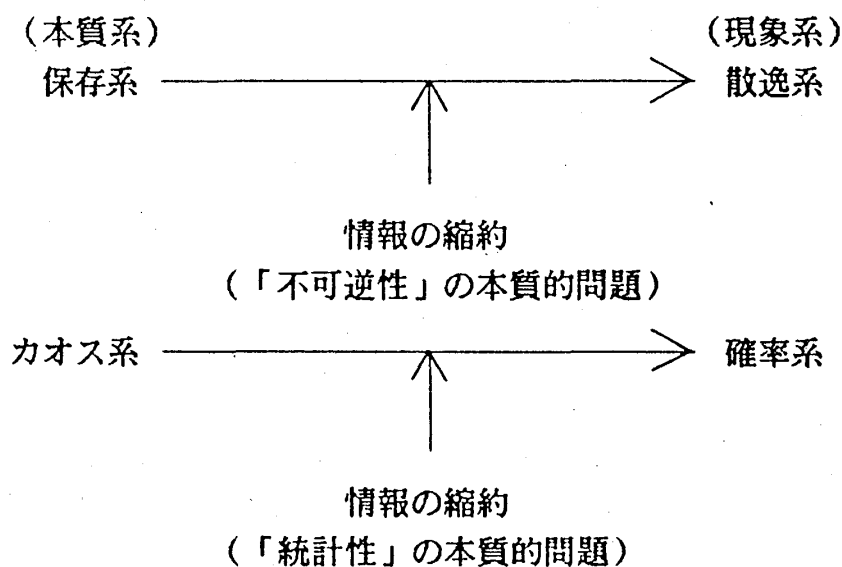 (本質系) (現象系)
保存系 散逸系
情報の縮約
(「不可逆性」の本質的問題)
カオス系 確率系
情報の縮約
(「統計性」の本質的問題)